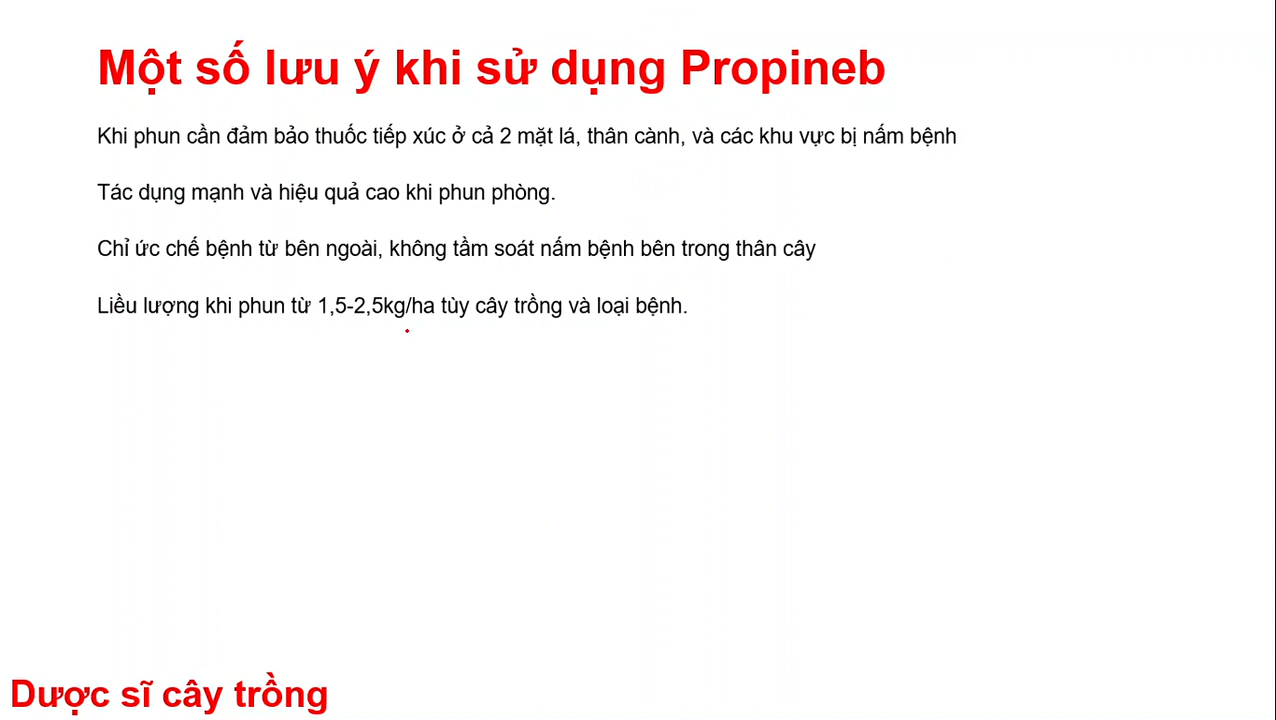 Một số lưu ý khi sử dụng Propineb
Khi phun cần đảm bảo thuốc tiếp xúc ở cả 2 mặt lá, thân cành, và các khu vực bị nấm bệnh
Tác dụng mạnh và hiệu quả cao khi phun phòng.
Chỉ ức chế bệnh từ bên ngoài, không tầm soát nấm bệnh bên trong thân cây
Liều lượng khi phun từ 1,5-2,5kg/ha tùy cây trồng và loại bệnh.
Dược sĩ cây trồng